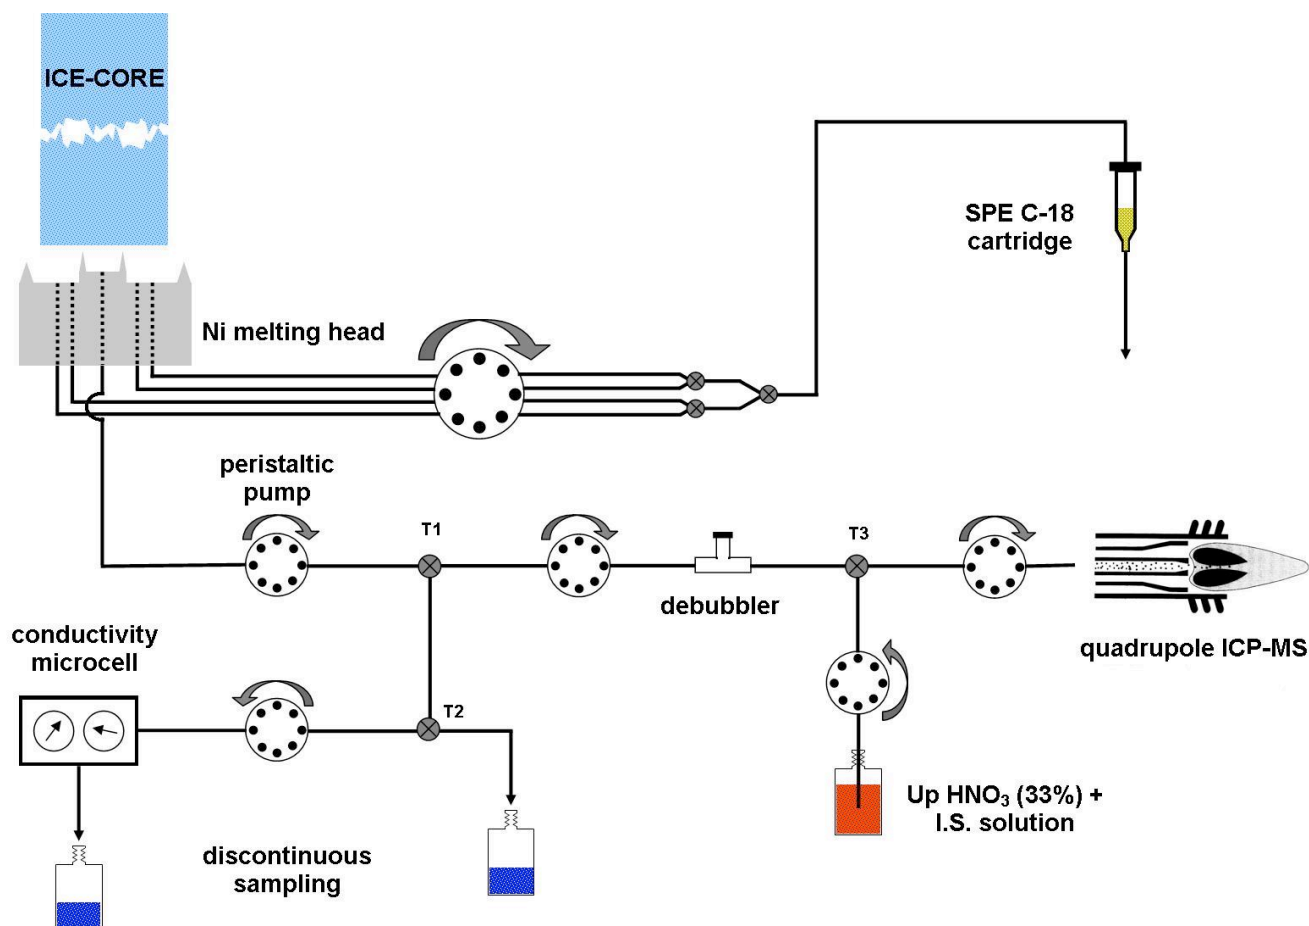 ICE-CORE
SPE C-18
cartridge
Ni melting head
peristaltic
pump
T1
T3
debubbler
quadrupole ICP-MS
conductivity
microcell
T2
Up HNO₃ (33%) +
I.S. solution
discontinuous
sampling